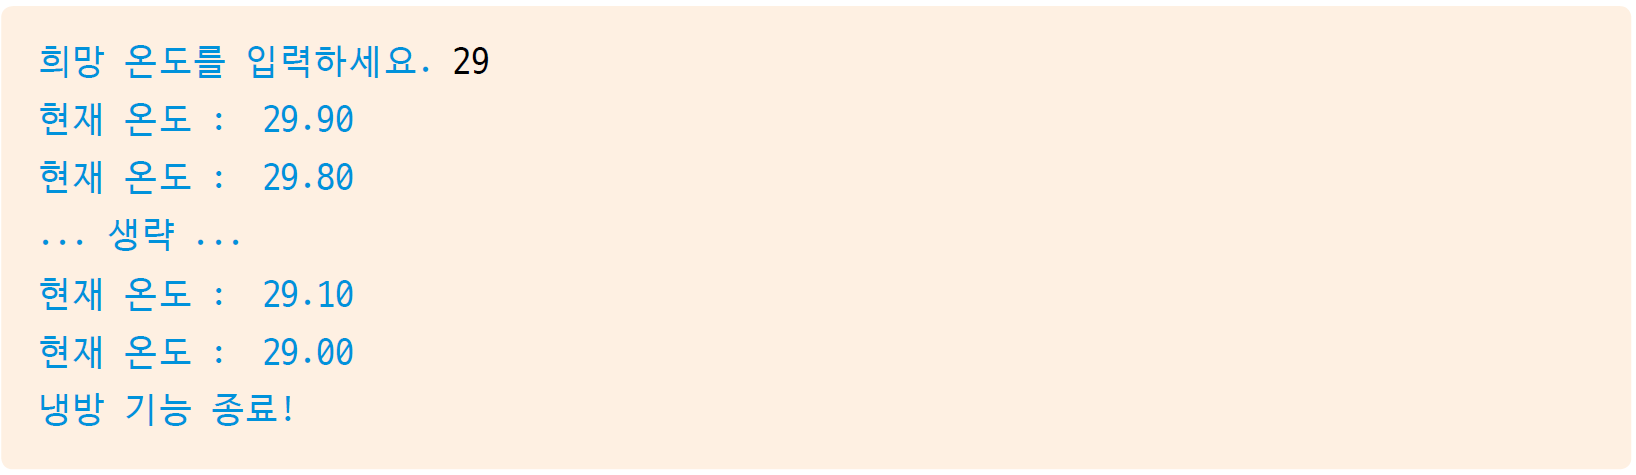 희망 온도를 입력하세요. 29
현재 온도 :  29.90
현재 온도 :  29.80
... 생략 ...
현재 온도 :  29.10
현재 온도 :  29.00
냉방 기능 종료!